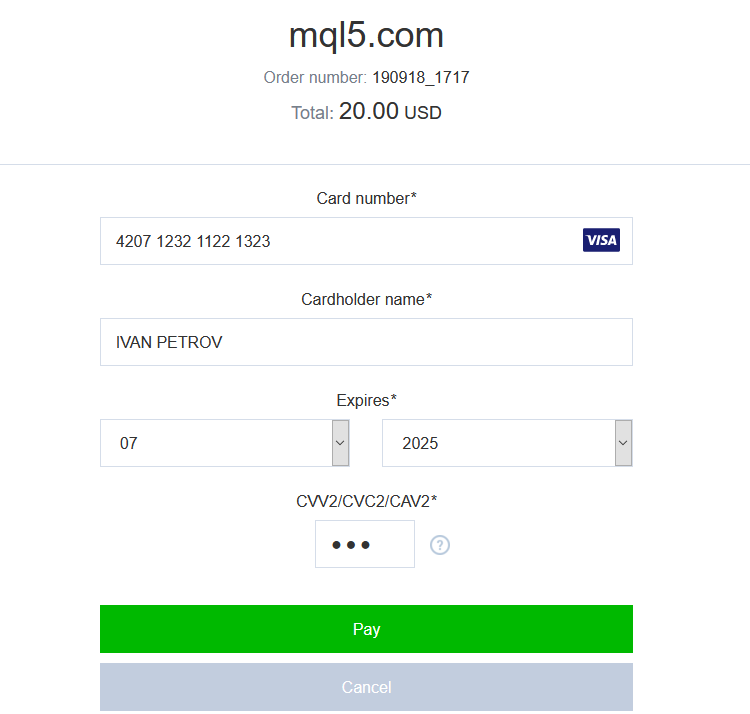 mql5.com
Order number: 190918_1717
Total: 20.00 USD
Card number*
4207 1232 1122 1323 VISA
Cardholder name*
IVAN PETROV
Expires*
07 2025
CVV2/CVC2/CAV2*
●●● ?
Pay
Cancel